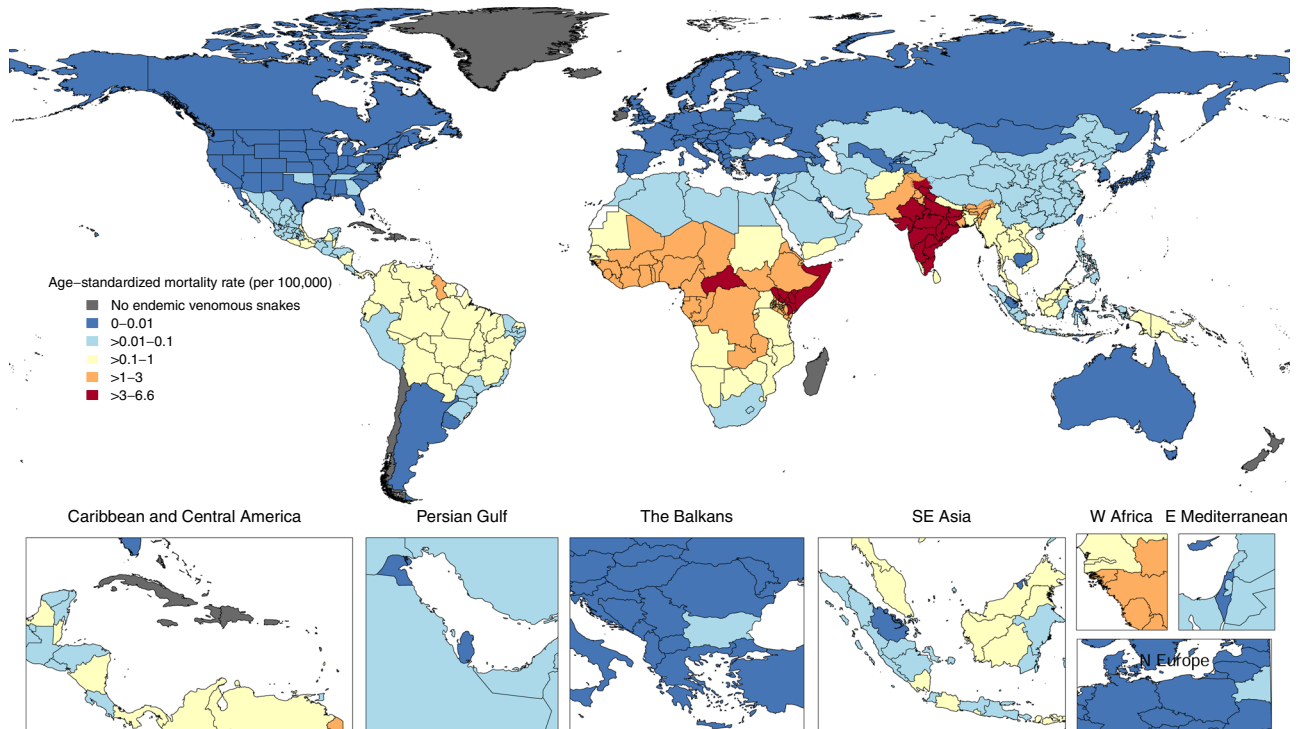 Age−standardized mortality rate (per 100,000)
No endemic venomous snakes
0−0.01
>0.01−0.1
>0.1−1
>1−3
>3−6.6
Caribbean and Central America
Persian Gulf
The Balkans
SE Asia
W Africa
E Mediterranean
N Europe